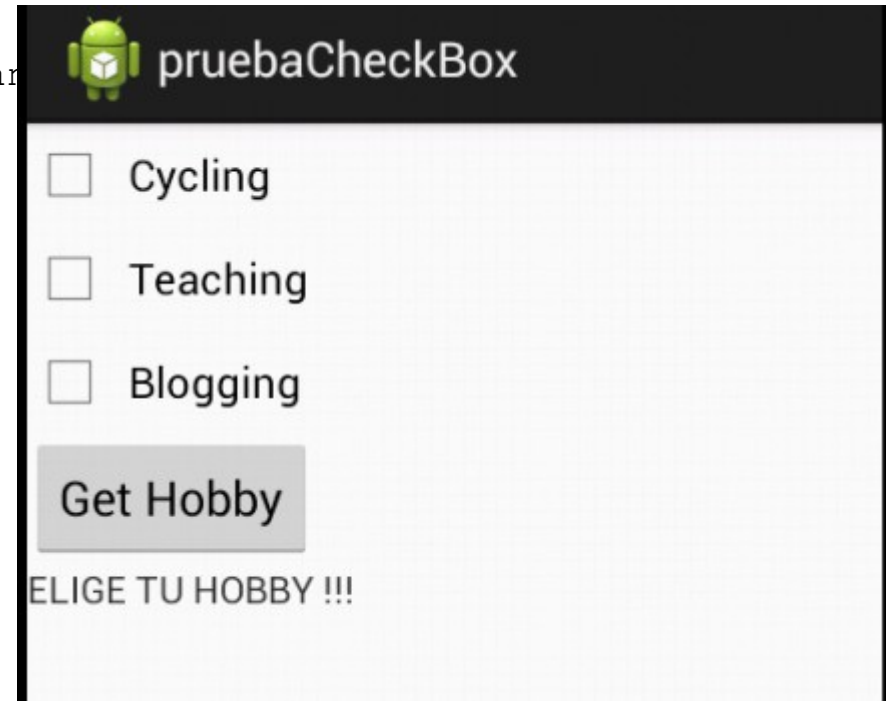 pruebaCheckBox
Cycling
Teaching
Blogging
Get Hobby
ELIGE TU HOBBY !!!